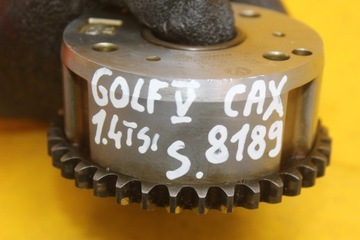 GOLF V CAX
1.4TSI S. 8189